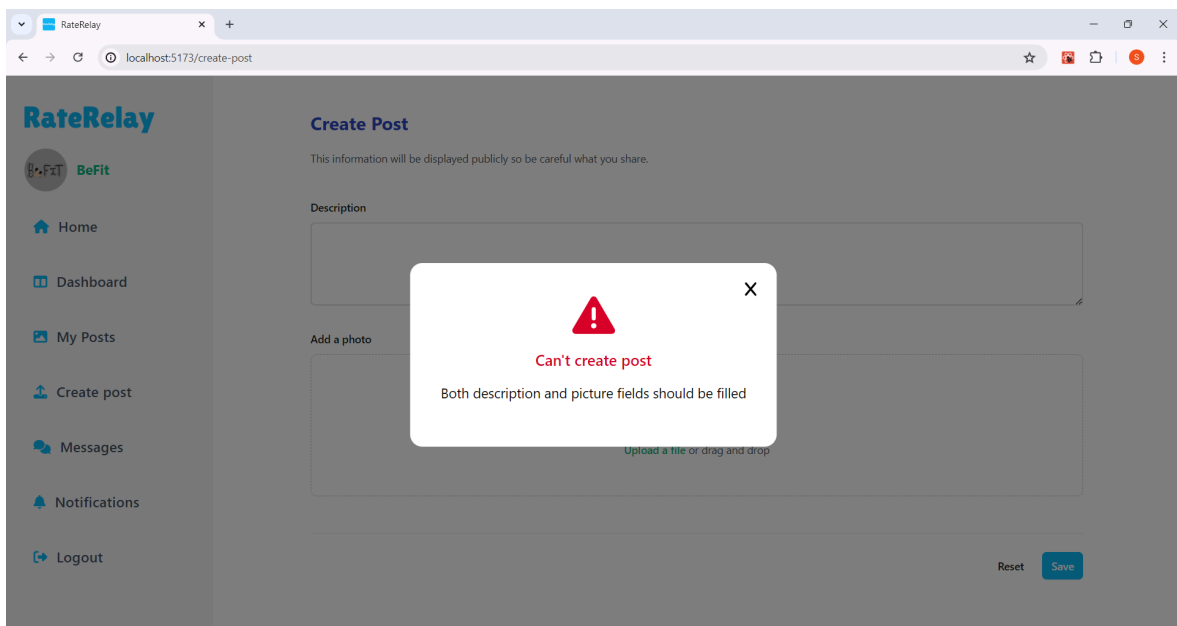 RateRelay
localhost:5173/create-post
S
RateRelay
BeFiT BeFit
Home
Dashboard
My Posts
Create post
Messages
Notifications
Logout
Create Post
This information will be displayed publicly so be careful what you share.
Description
Add a photo
X
Can't create post
Both description and picture fields should be filled
Upload a file or drag and drop
Reset
Save